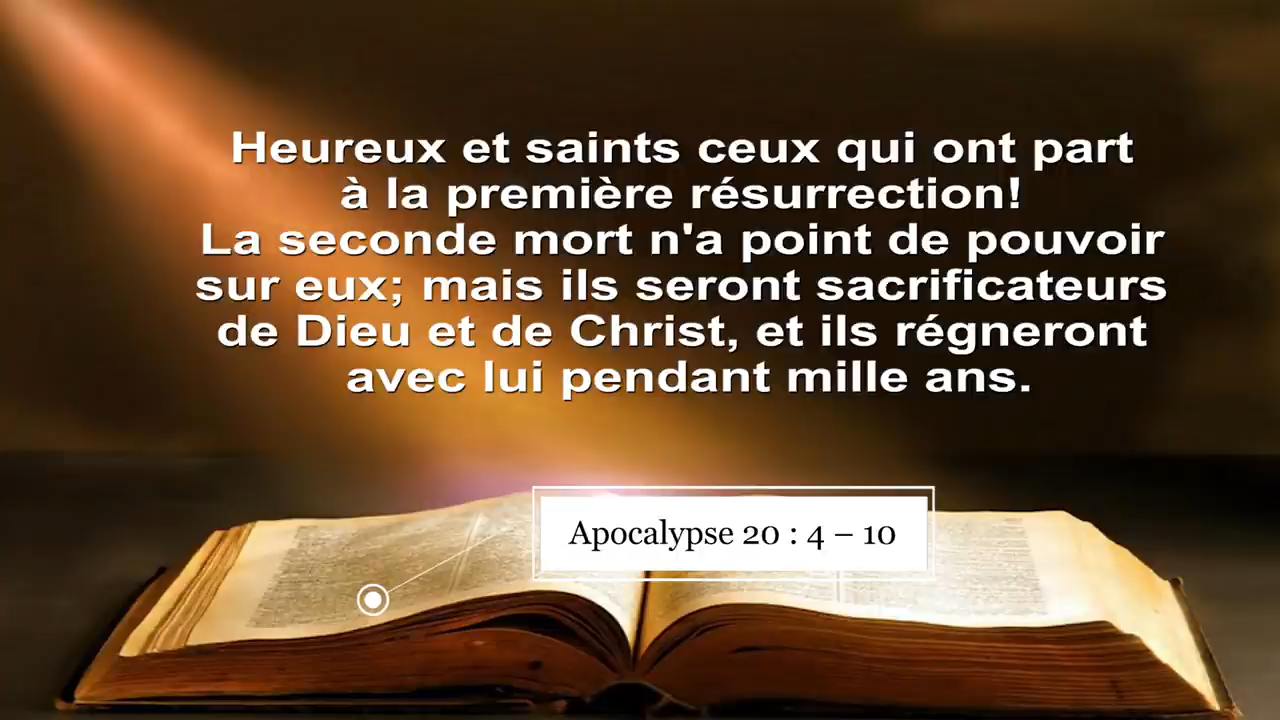 Heureux et saints ceux qui ont part
à la première résurrection!
La seconde mort n'a point de pouvoir
sur eux; mais ils seront sacrificateurs
de Dieu et de Christ, et ils régneront
avec lui pendant mille ans.
Apocalypse 20 : 4 – 10